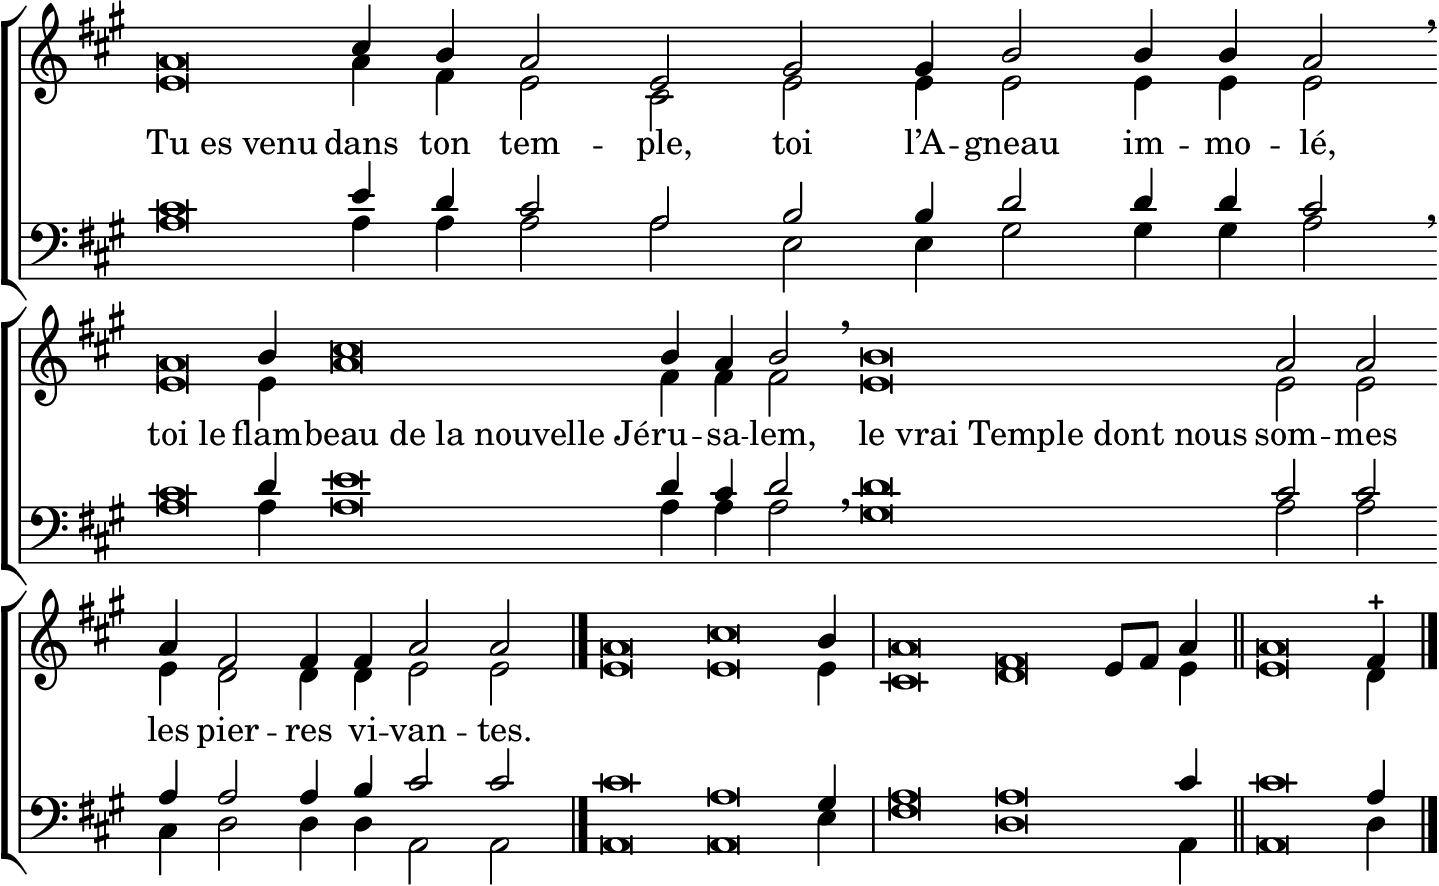 Tu es venu dans ton tem - ple, toi l’A - gneau im - mo - lé,
toi le flambeau de la nouvelle Jéru - sa - lem, le vrai Temple dont nous som - mes
les pier - res vi - van - tes.